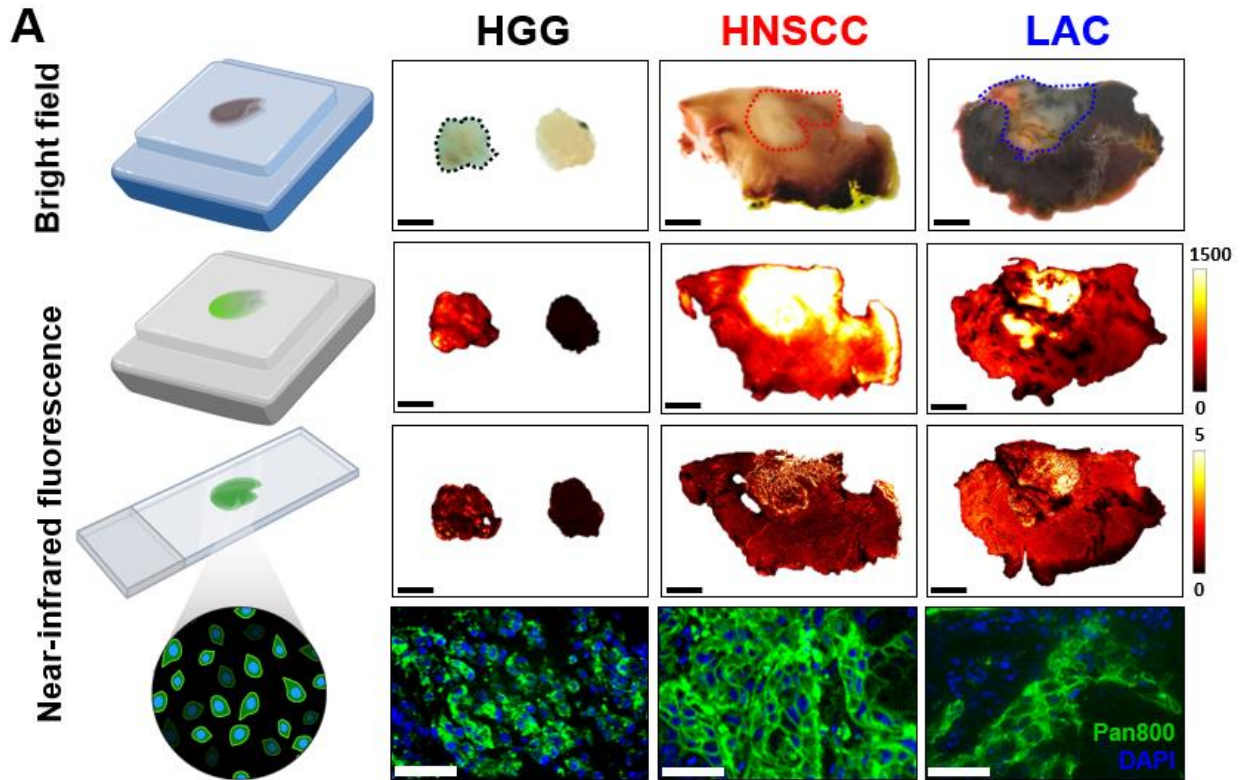 A
HGG
HNSCC
LAC
Bright field
Near-infrared fluorescence
1500
0
5
0
Pan800
DAPI